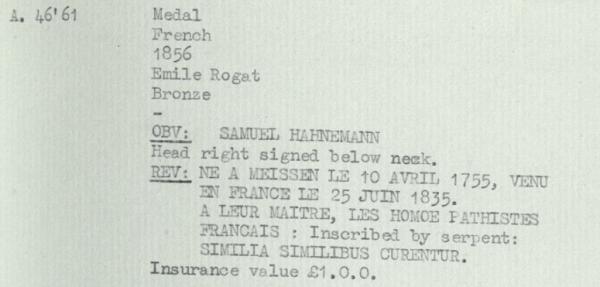 A. 46'61
Medal
French
1856
Emile Rogat
Bronze
-
OBV: SAMUEL HAHNEMANN
Head right signed below neck.
REV: NE A MEISSEN LE 10 AVRIL 1755, VENU
EN FRANCE LE 25 JUIN 1835.
A LEUR MAITRE, LES HOMOE PATHISTES
FRANCAIS : Inscribed by serpent:
SIMILIA SIMILIBUS CURENTUR.
Insurance value £1.0.0.